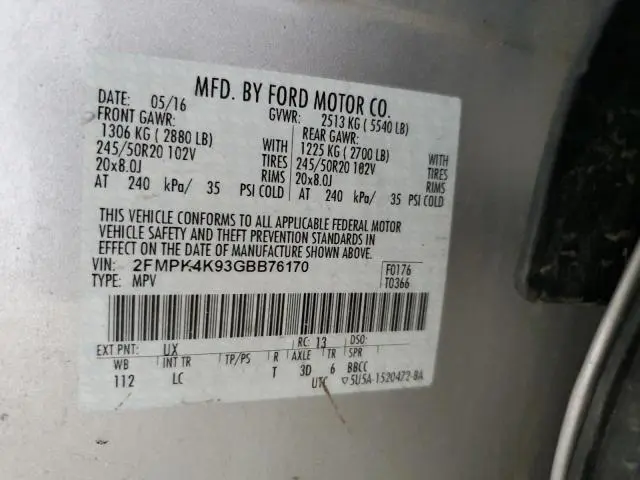 MFD. BY FORD MOTOR CO.
DATE: 05/16 GVWR: 2513 KG ( 5540 LB)
FRONT GAWR: REAR GAWR:
1306 KG ( 2880 LB) WITH 1225 KG ( 2700 LB) WITH
245/50R20 102V TIRES 245/50R20 102V TIRES
20x8.0J RIMS 20x8.0J RIMS
AT 240 kPa/ 35 PSI COLD AT 240 kPa/ 35 PSI COLD
THIS VEHICLE CONFORMS TO ALL APPLICABLE FEDERAL MOTOR
VEHICLE SAFETY AND THEFT PREVENTION STANDARDS IN
EFFECT ON THE DATE OF MANUFACTURE SHOWN ABOVE.
VIN: 2FMPK4K93GBB76170 F0176
TYPE: MPV T0366
EXT PNT: UX RC: 13 DSO:
WB INT TR TP/PS R AXLE TR SPR
112 LC T 3D 6 BBCC
UTC ▽5U5A-1520472-BA